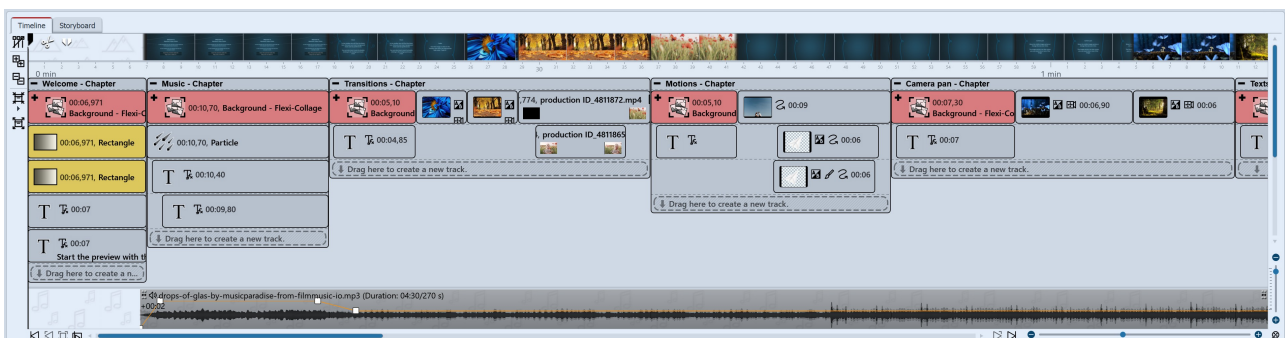 Timeline Storyboard
0 min
30
1 min
Welcome - Chapter
00:06,971
Background - Flexi-C
00:06,971, Rectangle
00:06,971, Rectangle
00:07
00:07
Start the preview with th
Drag here to create a n...
Music - Chapter
00:10,70, Background - Flexi-Collage
00:10,70, Particle
00:10,40
00:09,80
Drag here to create a new track.
Transitions - Chapter
00:05,10
Background
,774, production ID_4811872.mp4
00:04,85
), production ID_4811865
Drag here to create a new track.
Motions - Chapter
00:05,10
Background
00:09
00:06
00:06
Drag here to create a new track.
Camera pan - Chapter
00:07,30
Background - Flexi-Co
00:06,90
00:06
00:07
Drag here to create a new track.
Texts
drops-of-glas-by-musicparadise-from-filmmusic-io.mp3 (Duration: 04:30/270 s)
+00:02